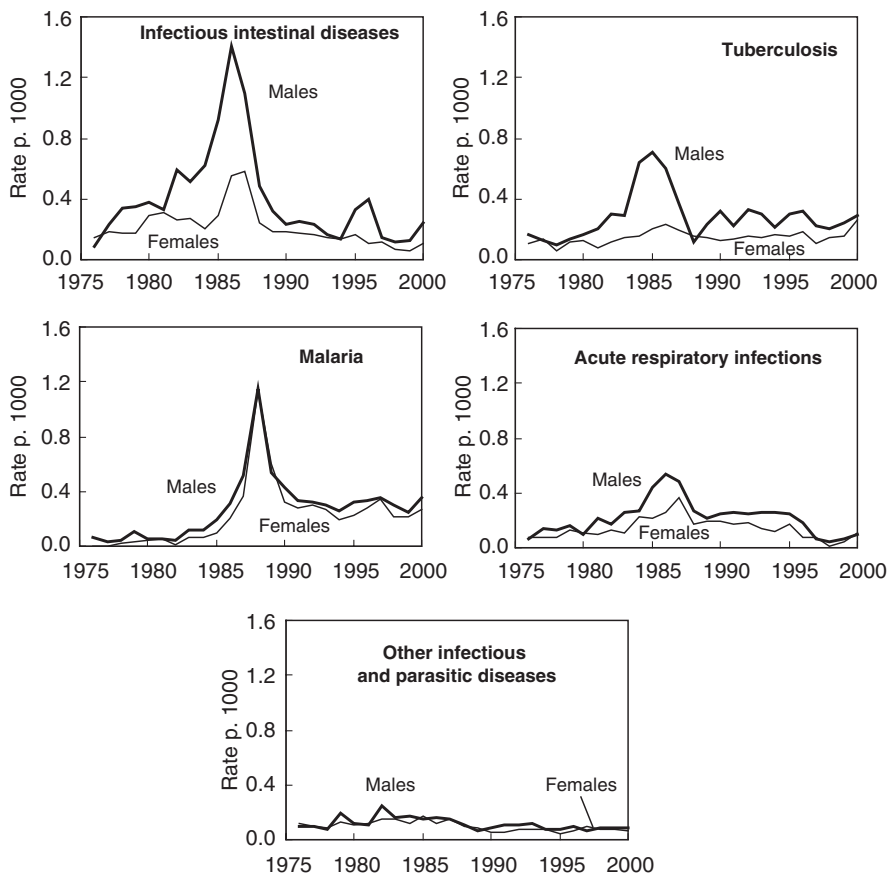 Infectious intestinal diseases
Rate p. 1000
1.6
1.2
0.8
0.4
0.0
Males
Females
1975 1980 1985 1990 1995 2000
Tuberculosis
Rate p. 1000
1.6
1.2
0.8
0.4
0.0
Males
Females
1975 1980 1985 1990 1995 2000
Malaria
Rate p. 1000
1.6
1.2
0.8
0.4
0.0
Males
Females
1975 1980 1985 1990 1995 2000
Acute respiratory infections
Rate p. 1000
1.6
1.2
0.8
0.4
0.0
Males
Females
1975 1980 1985 1990 1995 2000
Other infectious
and parasitic diseases
Rate p. 1000
1.6
1.2
0.8
0.4
0.0
Males
Females
1975 1980 1985 1990 1995 2000